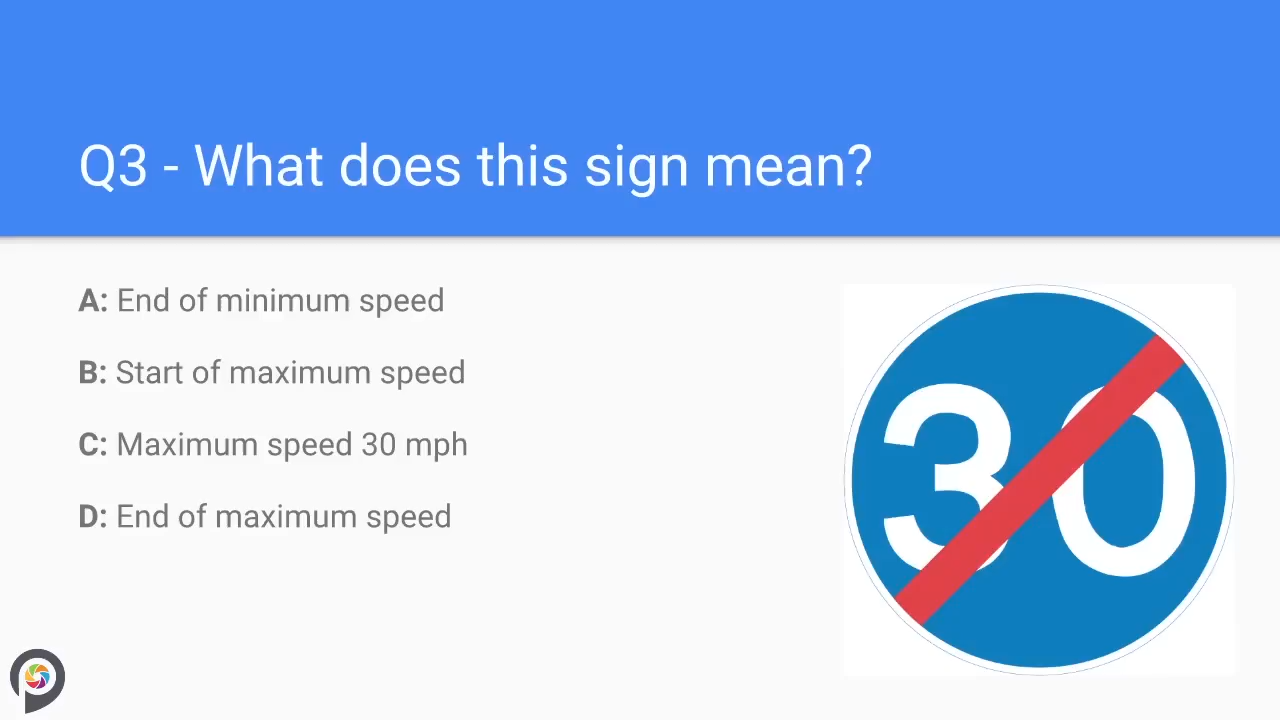 Q3 - What does this sign mean?
A: End of minimum speed
B: Start of maximum speed
C: Maximum speed 30 mph
D: End of maximum speed
30